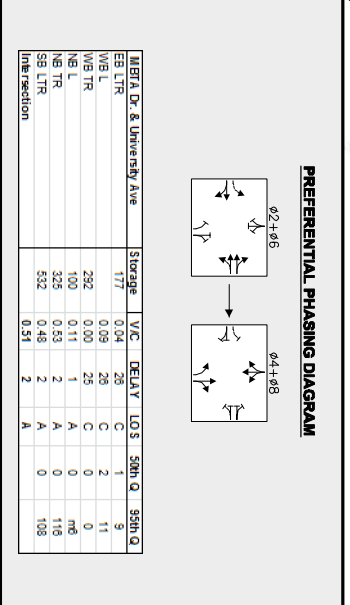 PREFERENTIAL PHASING DIAGRAM
ø2+ø6
ø4+ø8
MBTA Dr. & University Ave Storage V/C DELAY LOS 50th Q 95th Q
EB LTR 177 0.04 26 C 1 9
WB L 0.09 26 C 2 11
WB TR 292 0.00 25 C 0 0
NB L 100 0.11 1 A 0 m6
NB TR 325 0.53 2 A 0 116
SB LTR 532 0.48 2 A 0 108
Intersection 0.51 2 A